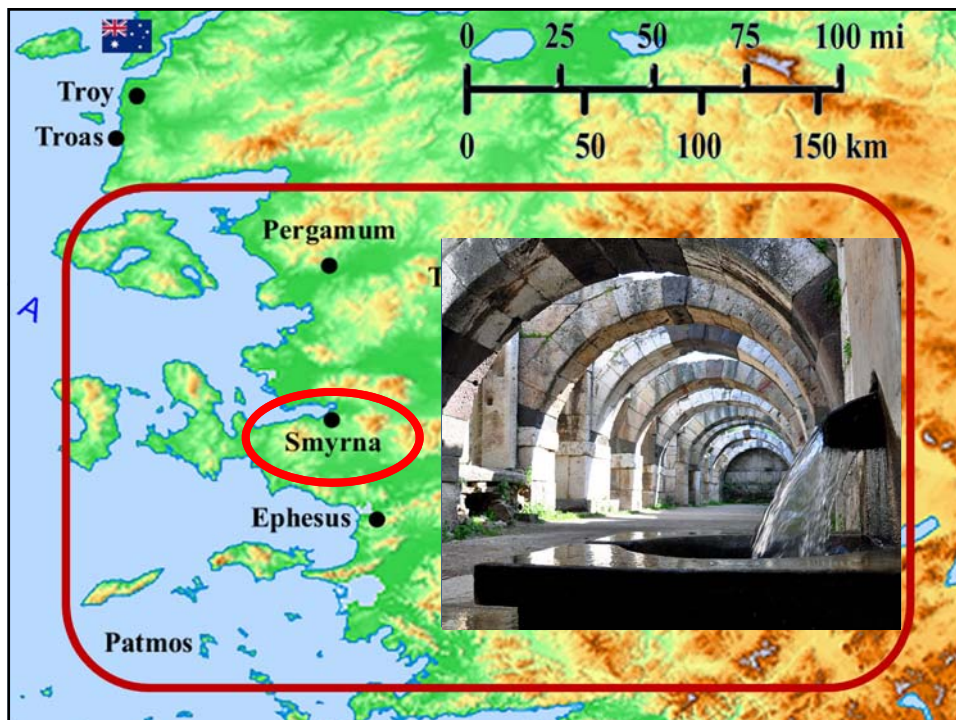 0 25 50 75 100 mi
0 50 100 150 km
Troy
Troas
Pergamum
T
A
Smyrna
Ephesus
Patmos